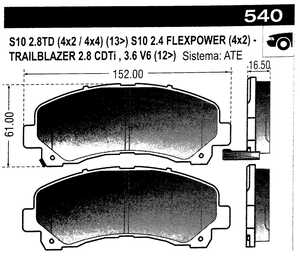 540
S10 2.8TD (4x2 / 4x4) (13>) S10 2.4 FLEXPOWER (4x2) -
TRAILBLAZER 2.8 CDTi , 3.6 V6 (12>) Sistema: ATE
152.00
16.50
61.00